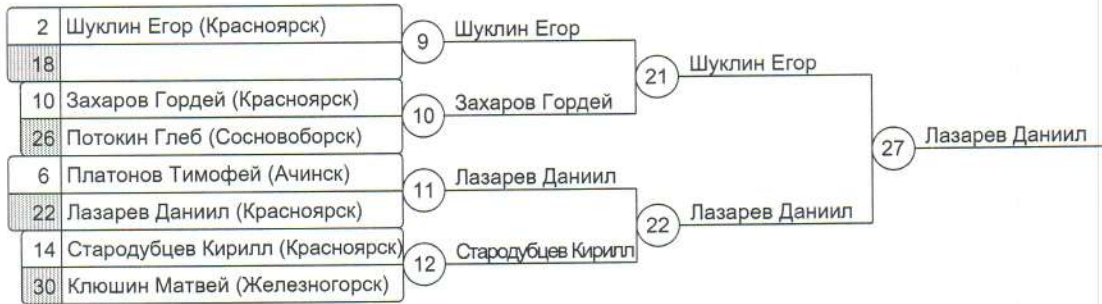 2 Шуклин Егор (Красноярск)
18
9 Шуклин Егор
10 Захаров Гордей (Красноярск)
26 Потокин Глеб (Сосновоборск)
10 Захаров Гордей
21 Шуклин Егор
6 Платонов Тимофей (Ачинск)
22 Лазарев Даниил (Красноярск)
11 Лазарев Даниил
14 Стародубцев Кирилл (Красноярск)
30 Клюшин Матвей (Железногорск)
12 Стародубцев Кирилл
22 Лазарев Даниил
27 Лазарев Даниил